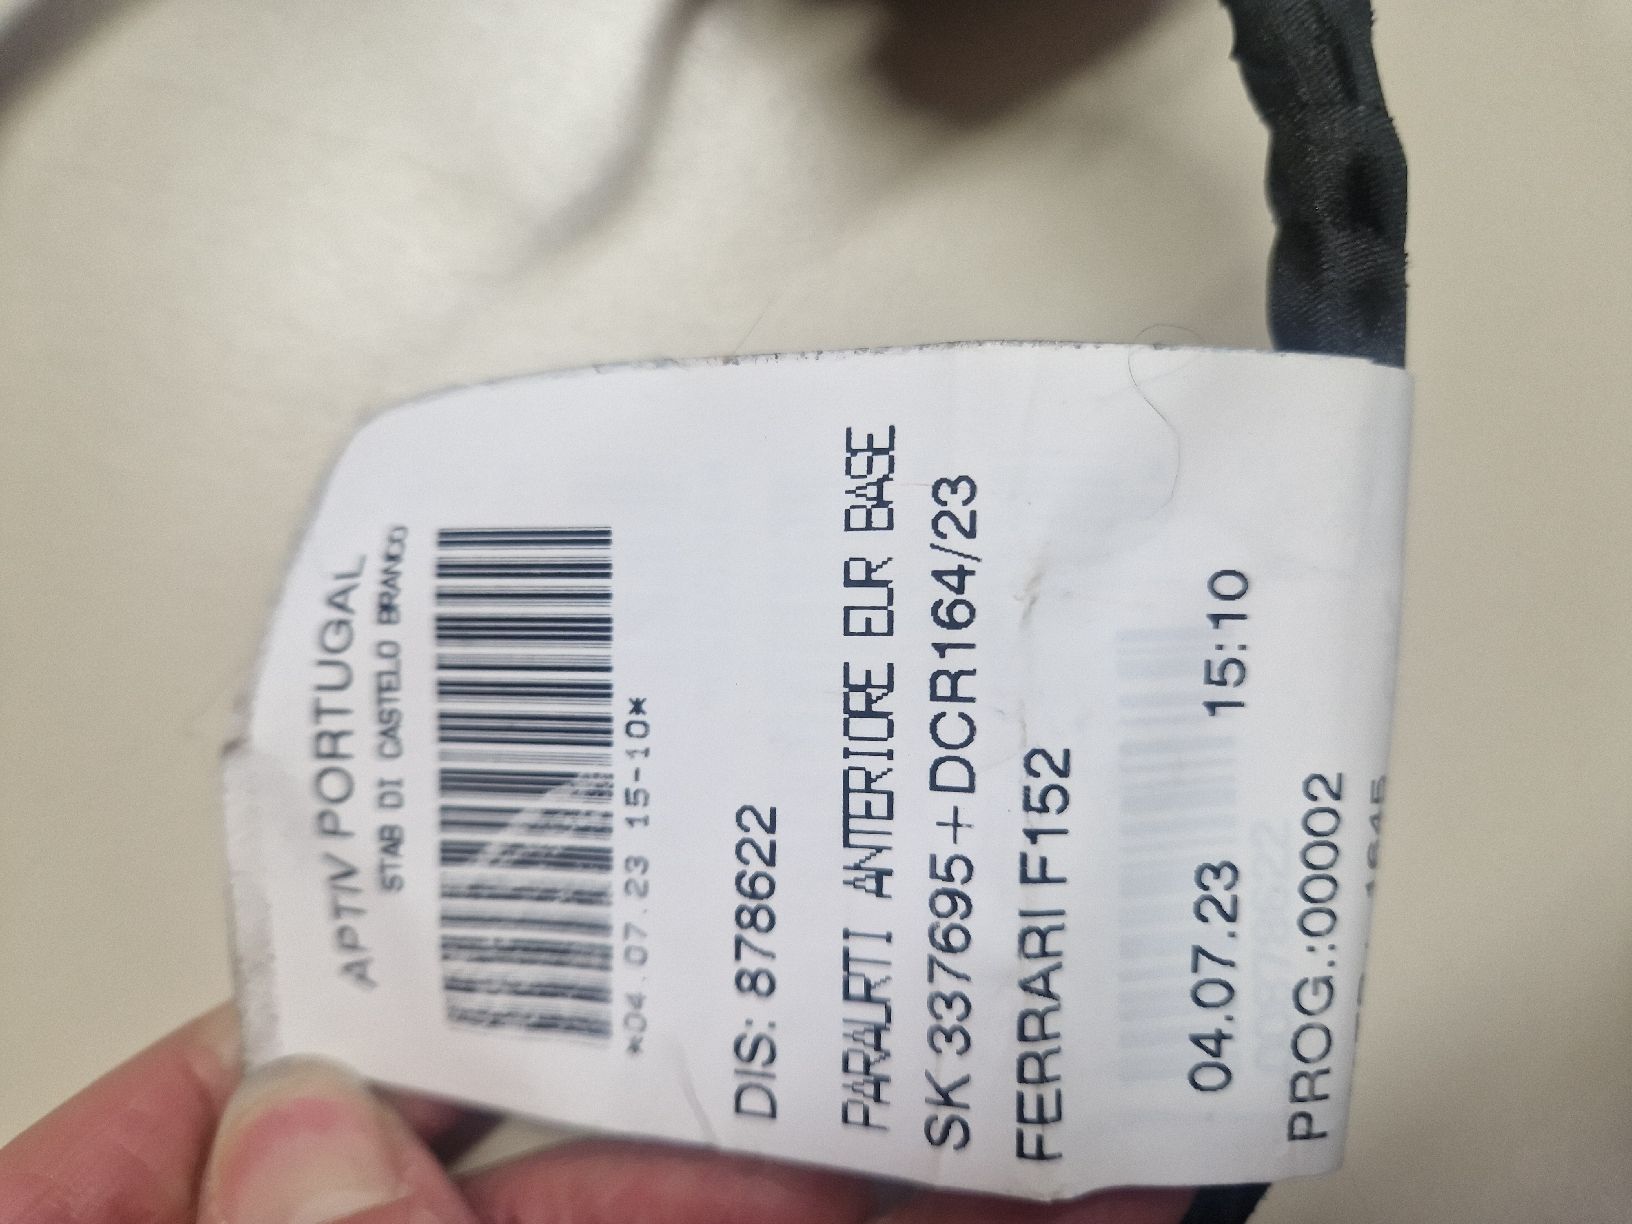 APTIV PORTUGAL
STAB DI CASTELO BRANCO
*04.07.23 15-10*
DIS: 878622
PARAURTI ANTERIORE EUR BASE
SK 337695+DCR164/23
FERRARI F152
04.07.23 15:10
PROG.:00002